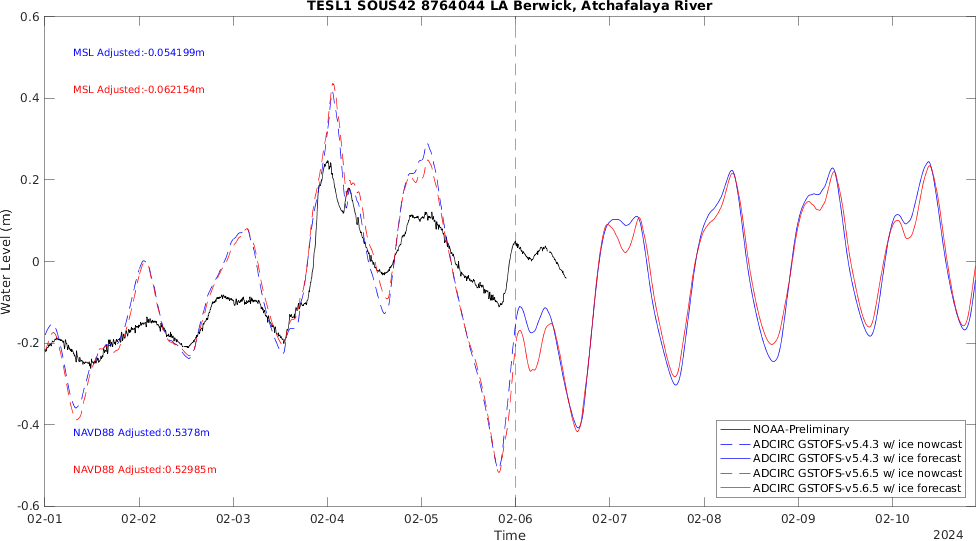 TESL1 SOUS42 8764044 LA Berwick, Atchafalaya River
0.6
MSL Adjusted:-0.054199m
MSL Adjusted:-0.062154m
0.4
0.2
0
-0.2
-0.4
-0.6
Water Level (m)
NAVD88 Adjusted:0.5378m
NAVD88 Adjusted:0.52985m
NOAA-Preliminary
ADCIRC GSTOFS-v5.4.3 w/ ice nowcast
ADCIRC GSTOFS-v5.4.3 w/ ice forecast
ADCIRC GSTOFS-v5.6.5 w/ ice nowcast
ADCIRC GSTOFS-v5.6.5 w/ ice forecast
02-01 02-02 02-03 02-04 02-05 02-06 02-07 02-08 02-09 02-10
Time
2024